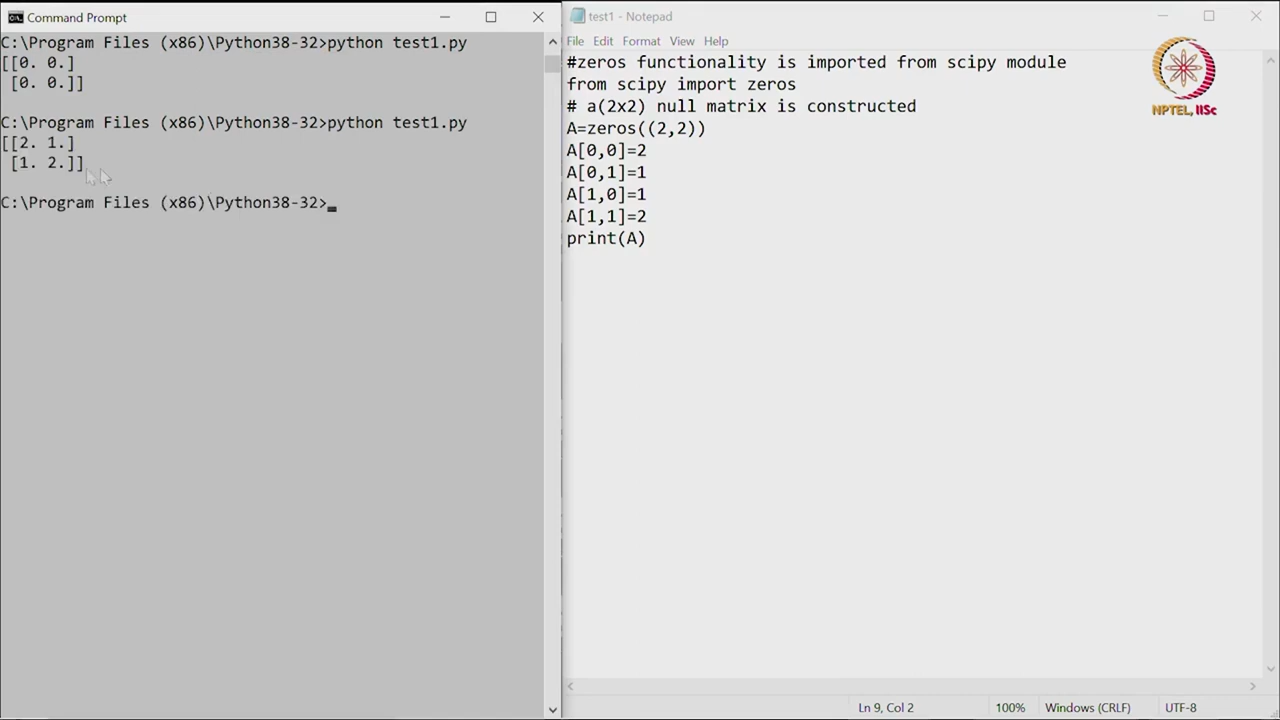 Command Prompt
C:\Program Files (x86)\Python38-32>python test1.py
[[0. 0.]
[0. 0.]]
C:\Program Files (x86)\Python38-32>python test1.py
[[2. 1.]
[1. 2.]]
C:\Program Files (x86)\Python38-32>
test1 - Notepad
File Edit Format View Help
#zeros functionality is imported from scipy module
from scipy import zeros
# a(2x2) null matrix is constructed
A=zeros((2,2))
A[0,0]=2
A[0,1]=1
A[1,0]=1
A[1,1]=2
print(A)
NPTEL, IISc
Ln 9, Col 2 100% Windows (CRLF) UTF-8